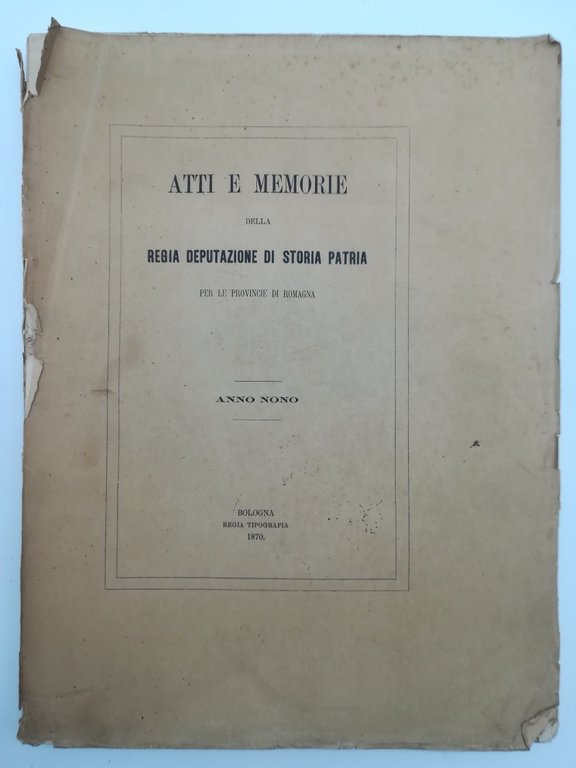 ATTI E MEMORIE
DELLA
REGIA DEPUTAZIONE DI STORIA PATRIA
PER LE PROVINCIE DI ROMAGNA
ANNO NONO
BOLOGNA
REGIA TIPOGRAFIA
1870.